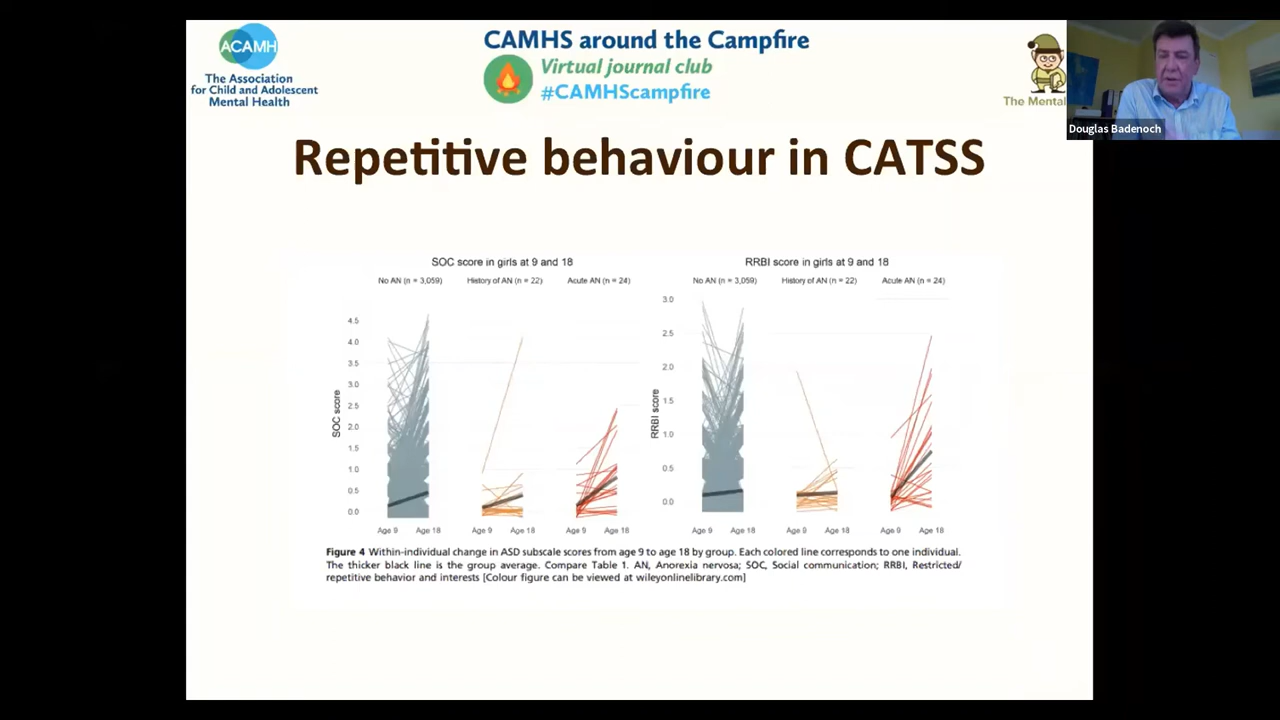 ACAMH
The Association
for Child and Adolescent
Mental Health
CAMHS around the Campfire
Virtual journal club
#CAMHScampfire
The Mental
Douglas Badenoch
Repetitive behaviour in CATSS
SOC score in girls at 9 and 18
No AN (n = 3,059) History of AN (n = 22) Acute AN (n = 24)
SOC score
4.5
4.0
3.5
3.0
2.5
2.0
1.5
1.0
0.5
0.0
Age 9 Age 18 Age 9 Age 18 Age 9 Age 18
RRBI score in girls at 9 and 18
No AN (n = 3,059) History of AN (n = 22) Acute AN (n = 24)
RRBI score
3.0
2.5
2.0
1.5
1.0
0.5
0.0
Age 9 Age 18 Age 9 Age 18 Age 9 Age 18
Figure 4 Within-individual change in ASD subscale scores from age 9 to age 18 by group. Each colored line corresponds to one individual.
The thicker black line is the group average. Compare Table 1. AN, Anorexia nervosa; SOC, Social communication; RRBI, Restricted/
repetitive behavior and interests [Colour figure can be viewed at wileyonlinelibrary.com]